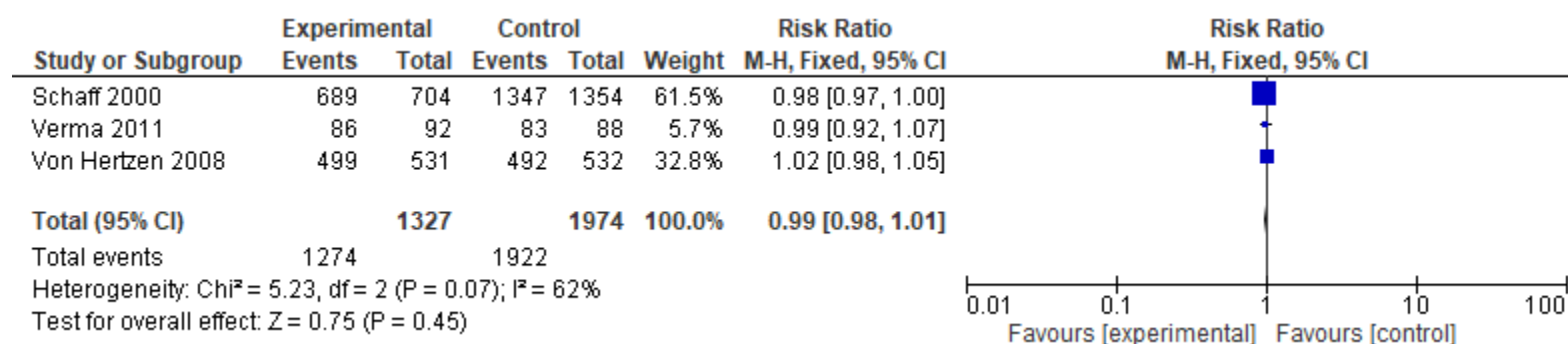 Experimental Control Risk Ratio Risk Ratio
Study or Subgroup Events Total Events Total Weight M-H, Fixed, 95% CI M-H, Fixed, 95% CI
Schaff 2000 689 704 1347 1354 61.5% 0.98 [0.97, 1.00]
Verma 2011 86 92 83 88 5.7% 0.99 [0.92, 1.07]
Von Hertzen 2008 499 531 492 532 32.8% 1.02 [0.98, 1.05]
Total (95% CI) 1327 1974 100.0% 0.99 [0.98, 1.01]
Total events 1274 1922
Heterogeneity: Chi² = 5.23, df = 2 (P = 0.07); I² = 62%
Test for overall effect: Z = 0.75 (P = 0.45)
0.01 0.1 1 10 100
Favours [experimental] Favours [control]